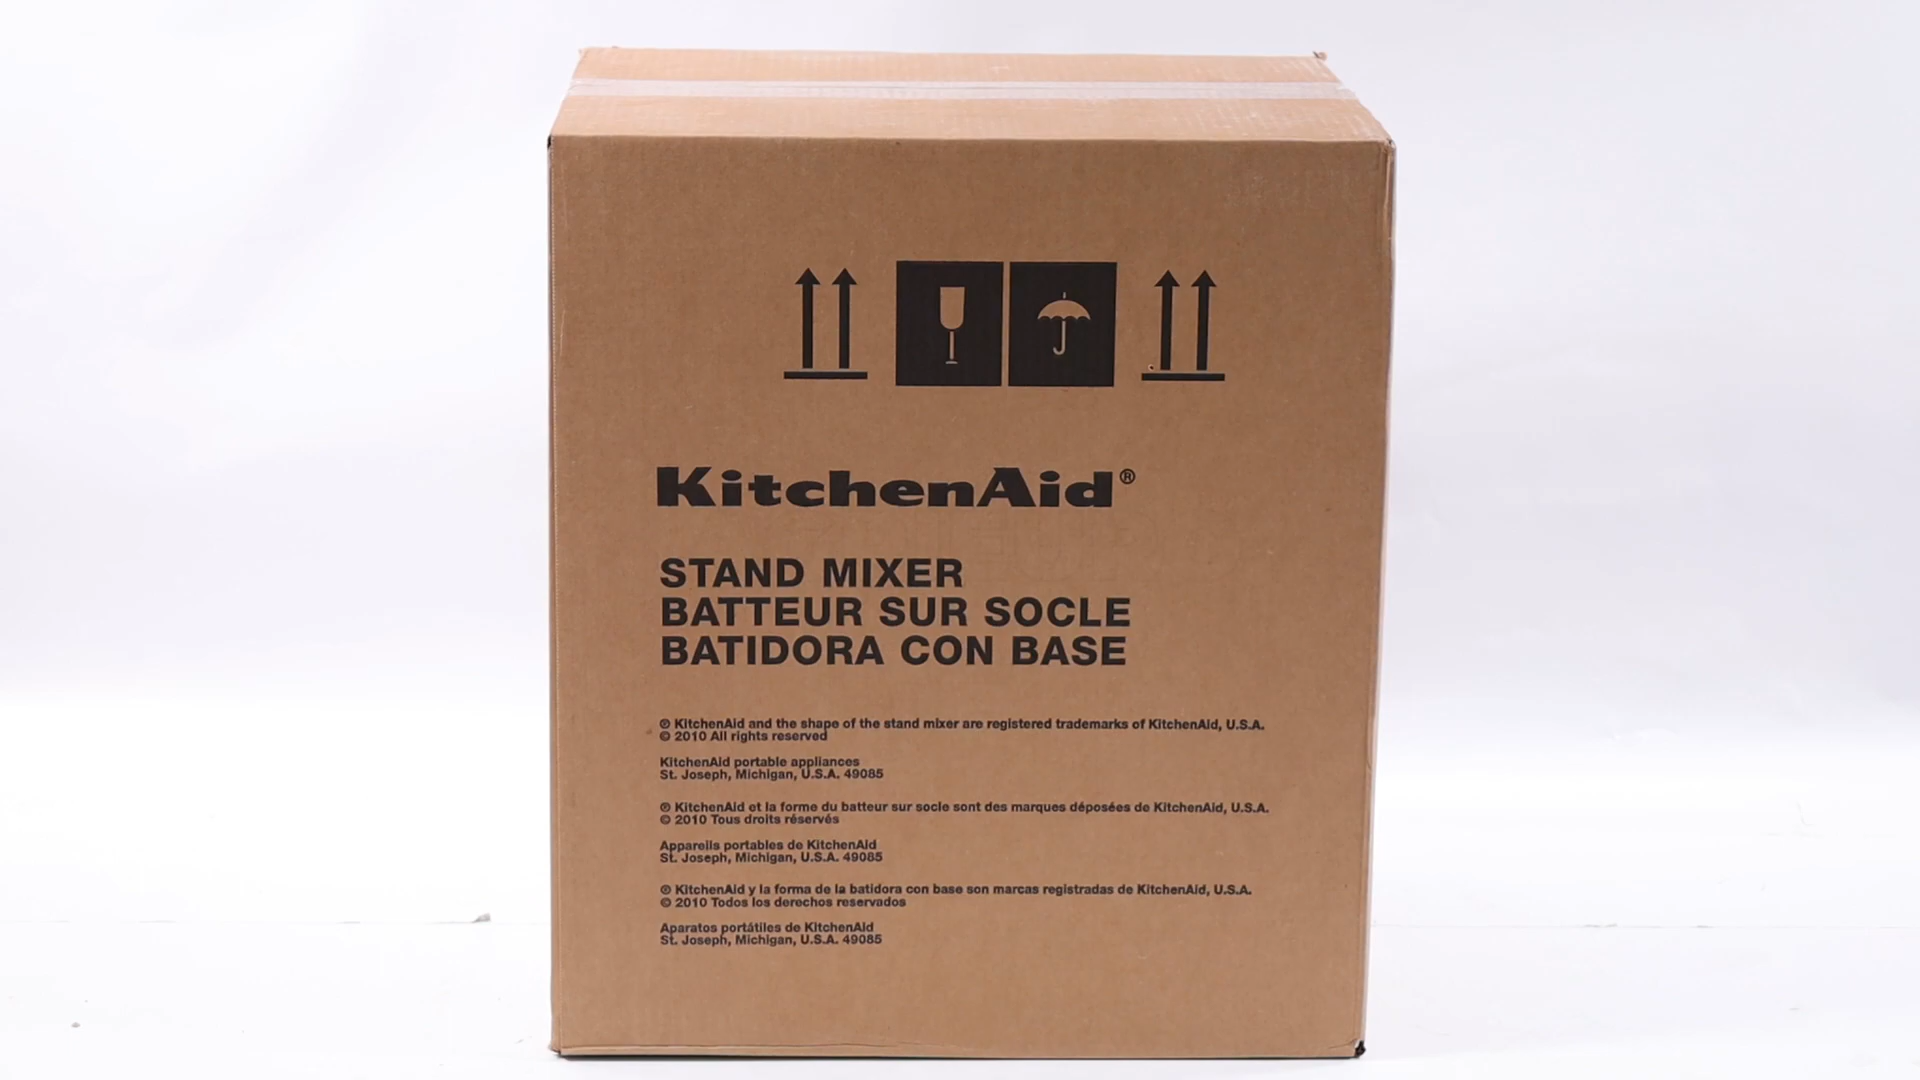 KitchenAid®
STAND MIXER
BATTEUR SUR SOCLE
BATIDORA CON BASE
® KitchenAid and the shape of the stand mixer are registered trademarks of KitchenAid, U.S.A.
© 2010 All rights reserved
KitchenAid portable appliances
St. Joseph, Michigan, U.S.A. 49085
® KitchenAid et la forme du batteur sur socle sont des marques déposées de KitchenAid, U.S.A.
© 2010 Tous droits réservés
Appareils portables de KitchenAid
St. Joseph, Michigan, U.S.A. 49085
® KitchenAid y la forma de la batidora con base son marcas registradas de KitchenAid, U.S.A.
© 2010 Todos los derechos reservados
Aparatos portátiles de KitchenAid
St. Joseph, Michigan, U.S.A. 49085